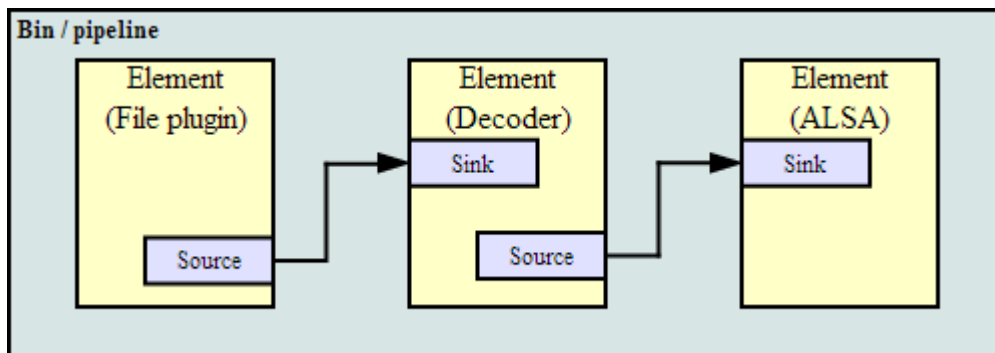 Bin / pipeline
Element
(File plugin)
Source
Element
(Decoder)
Sink
Source
Element
(ALSA)
Sink